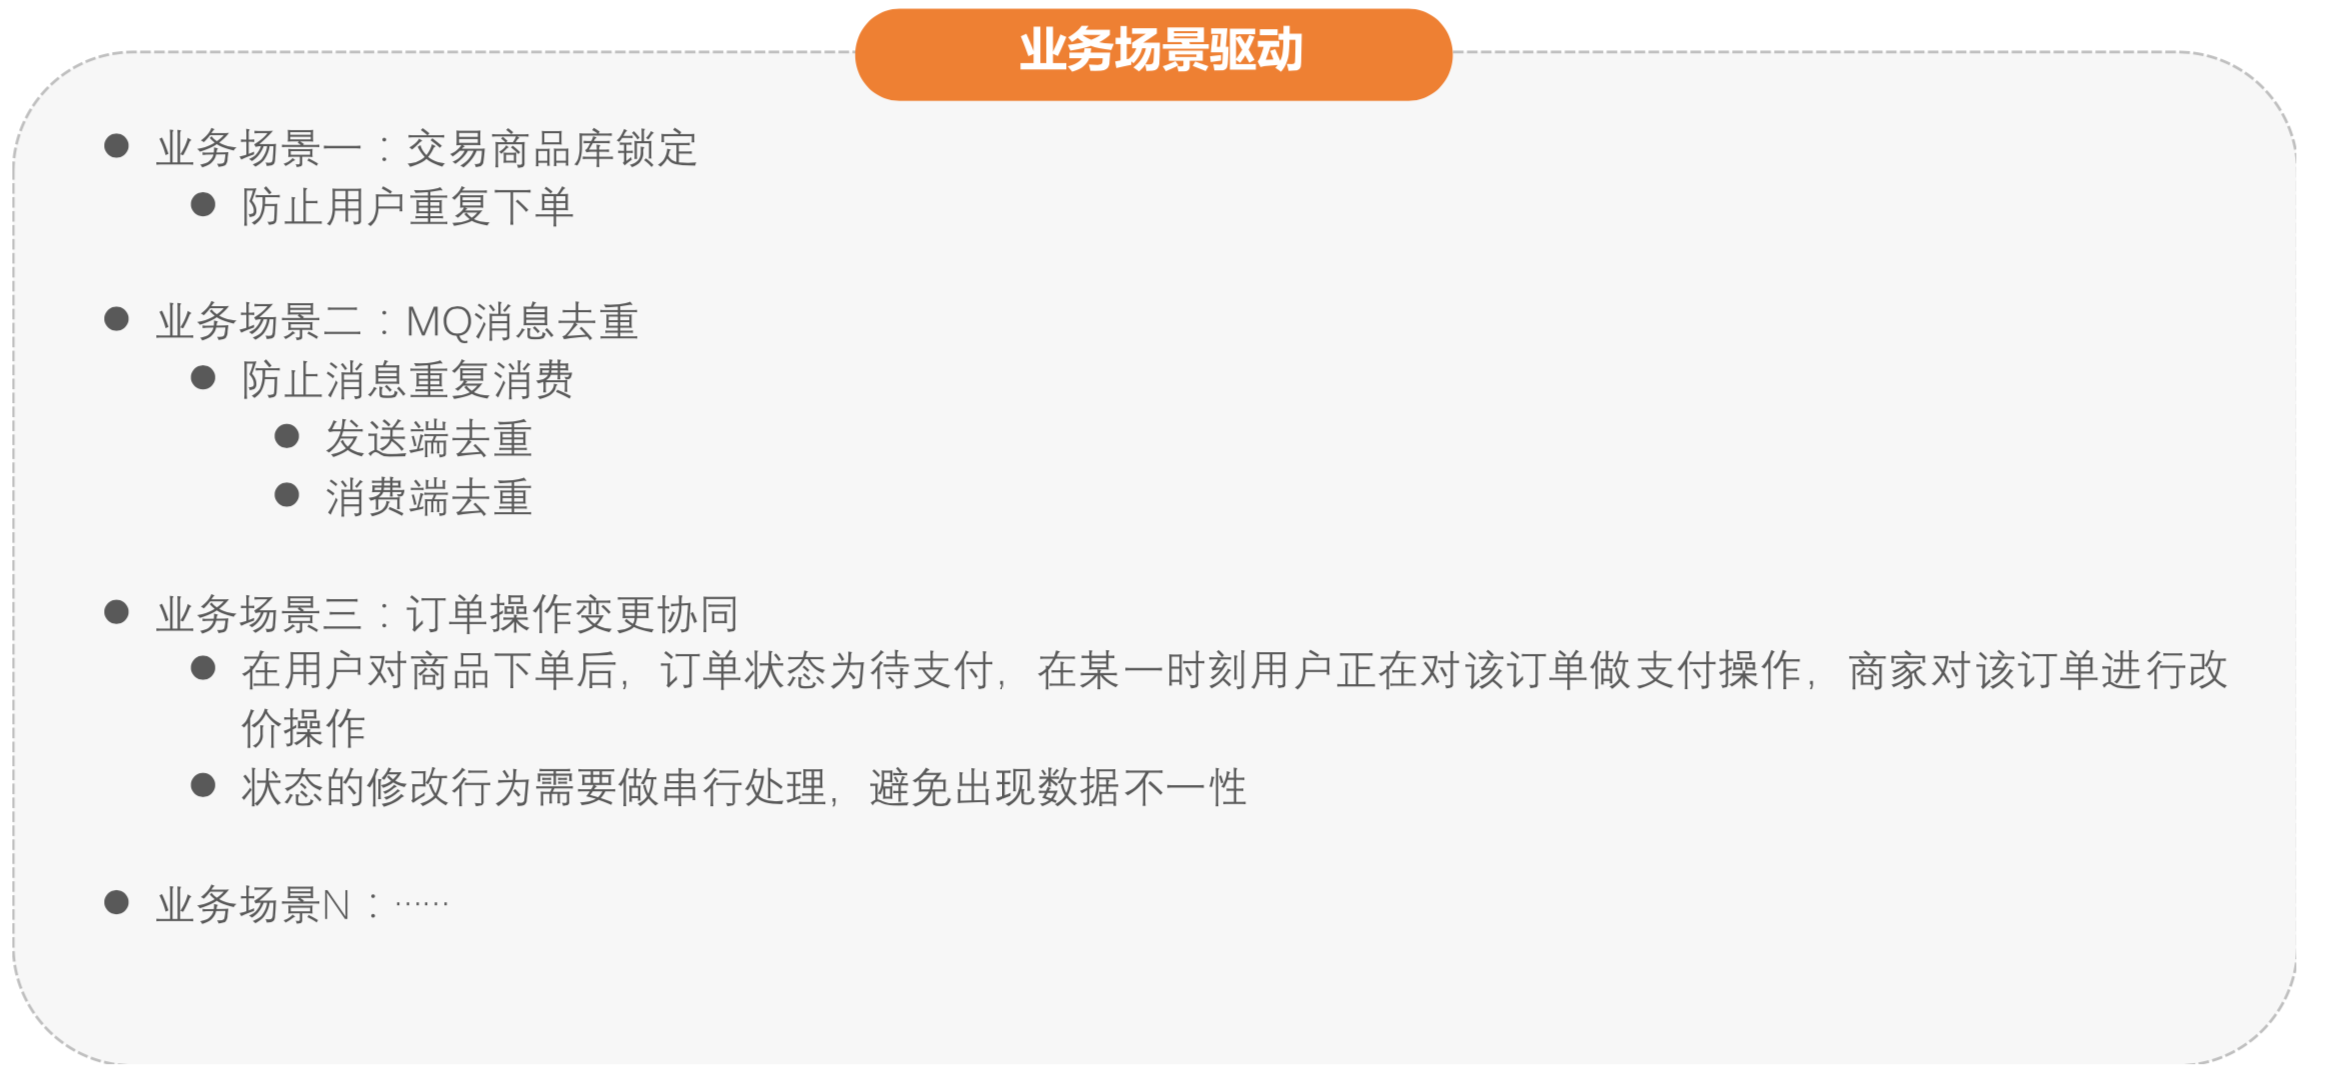 业务场景驱动
● 业务场景一：交易商品库锁定
● 防止用户重复下单
● 业务场景二：MQ消息去重
● 防止消息重复消费
● 发送端去重
● 消费端去重
● 业务场景三：订单操作变更协同
● 在用户对商品下单后，订单状态为待支付，在某一时刻用户正在对该订单做支付操作，商家对该订单进行改
价操作
● 状态的修改行为需要做串行处理，避免出现数据不一性
● 业务场景N：……